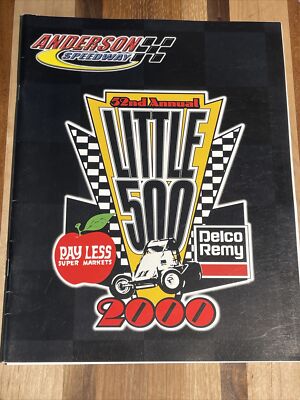 ANDERSON
SPEEDWAY
52nd Annual
LITTLE
500
PAY LESS
SUPER MARKETS
Delco
Remy
2000